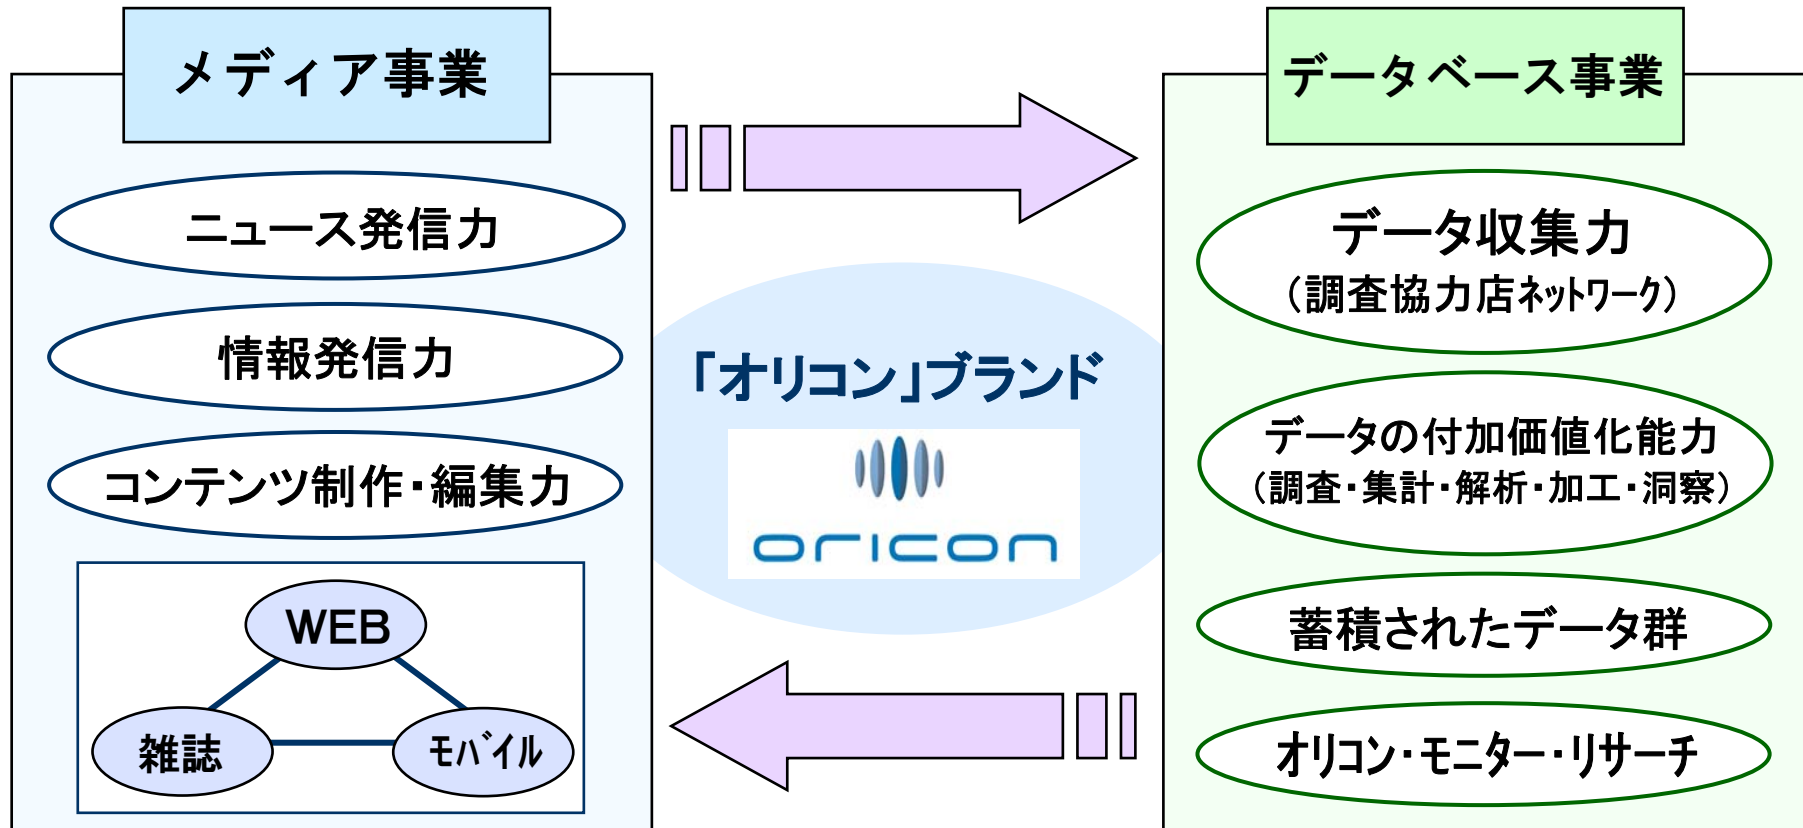 メディア事業
ニュース発信力
情報発信力
コンテンツ制作・編集力
WEB
雑誌
モバイル
「オリコン」ブランド
oricon
データベース事業
データ収集力
（調査協力店ネットワーク）
データの付加価値化能力
（調査・集計・解析・加工・洞察）
蓄積されたデータ群
オリコン・モニター・リサーチ